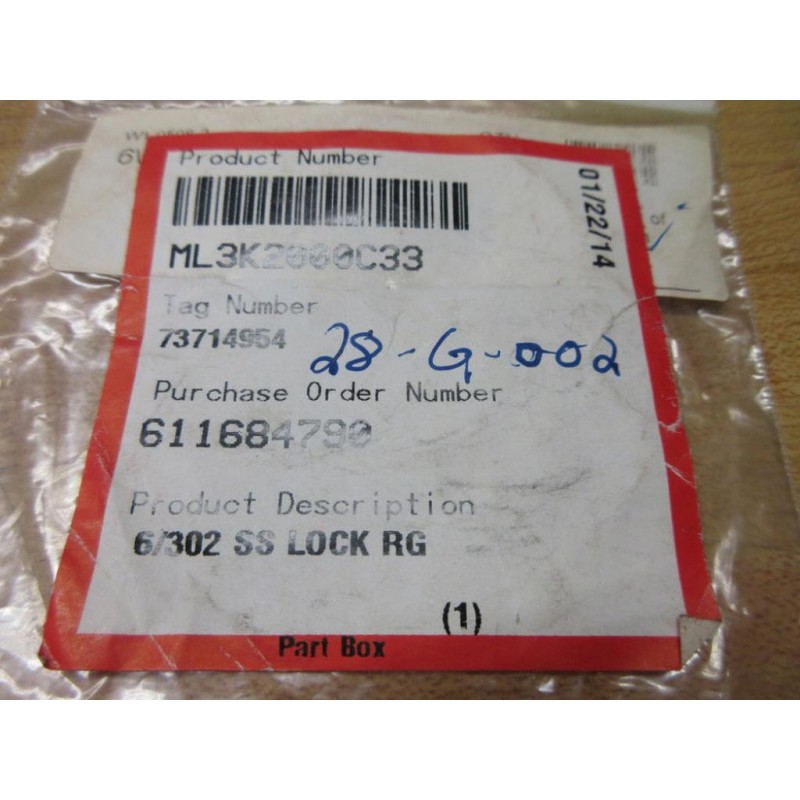 Product Number
01/22/14
ML3K2000C33
Tag Number
73714954
28-G-002
Purchase Order Number
611684790
Product Description
6/302 SS LOCK RG
(1)
Part Box